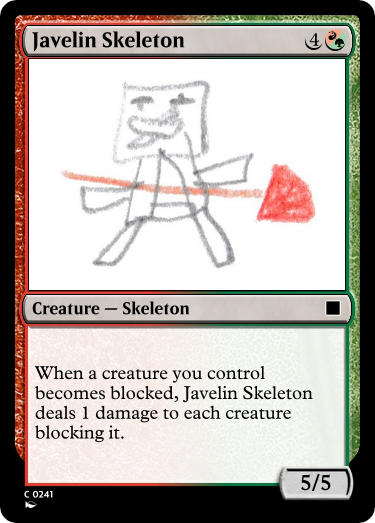 Javelin Skeleton 4
Creature — Skeleton
When a creature you control
becomes blocked, Javelin Skeleton
deals 1 damage to each creature
blocking it.
5/5
C 0241